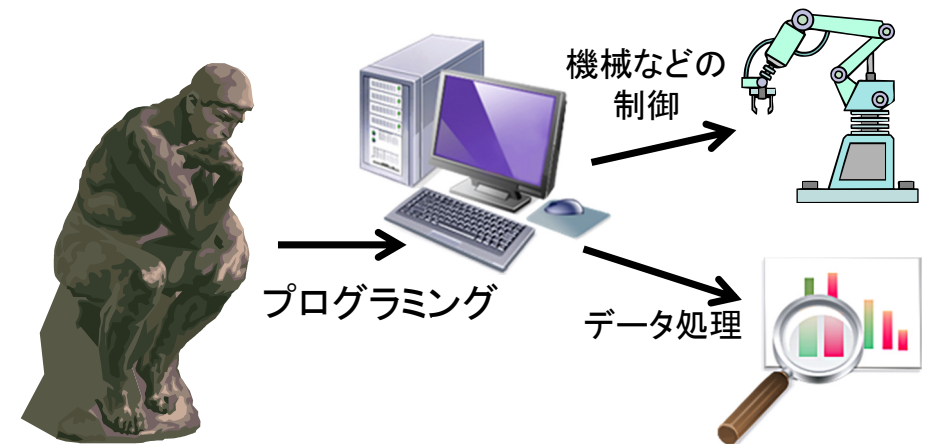 機械などの
制御
プログラミング
データ処理